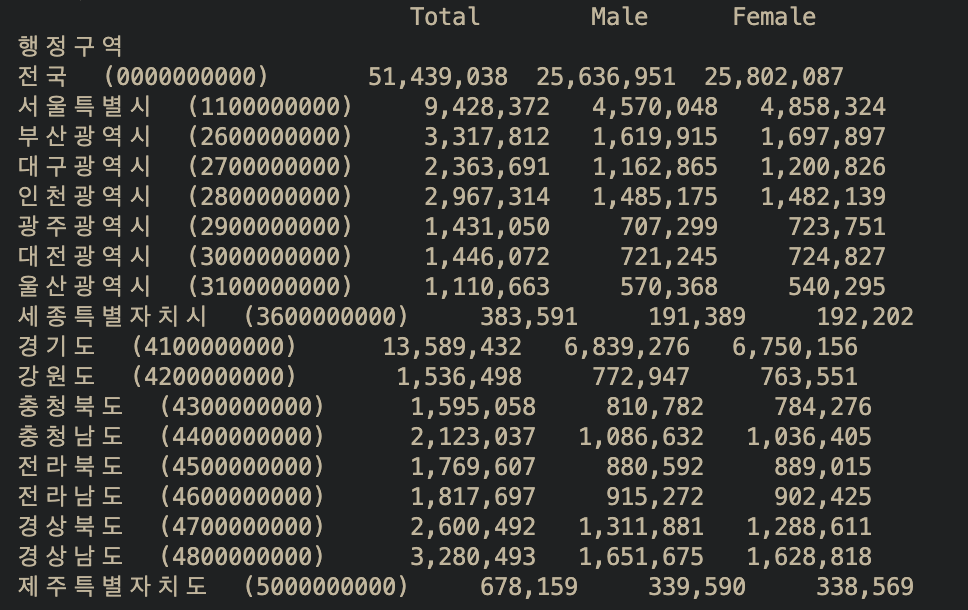 Total Male Female
행정구역
전국 (0000000000) 51,439,038 25,636,951 25,802,087
서울특별시 (1100000000) 9,428,372 4,570,048 4,858,324
부산광역시 (2600000000) 3,317,812 1,619,915 1,697,897
대구광역시 (2700000000) 2,363,691 1,162,865 1,200,826
인천광역시 (2800000000) 2,967,314 1,485,175 1,482,139
광주광역시 (2900000000) 1,431,050 707,299 723,751
대전광역시 (3000000000) 1,446,072 721,245 724,827
울산광역시 (3100000000) 1,110,663 570,368 540,295
세종특별자치시 (3600000000) 383,591 191,389 192,202
경기도 (4100000000) 13,589,432 6,839,276 6,750,156
강원도 (4200000000) 1,536,498 772,947 763,551
충청북도 (4300000000) 1,595,058 810,782 784,276
충청남도 (4400000000) 2,123,037 1,086,632 1,036,405
전라북도 (4500000000) 1,769,607 880,592 889,015
전라남도 (4600000000) 1,817,697 915,272 902,425
경상북도 (4700000000) 2,600,492 1,311,881 1,288,611
경상남도 (4800000000) 3,280,493 1,651,675 1,628,818
제주특별자치도 (5000000000) 678,159 339,590 338,569